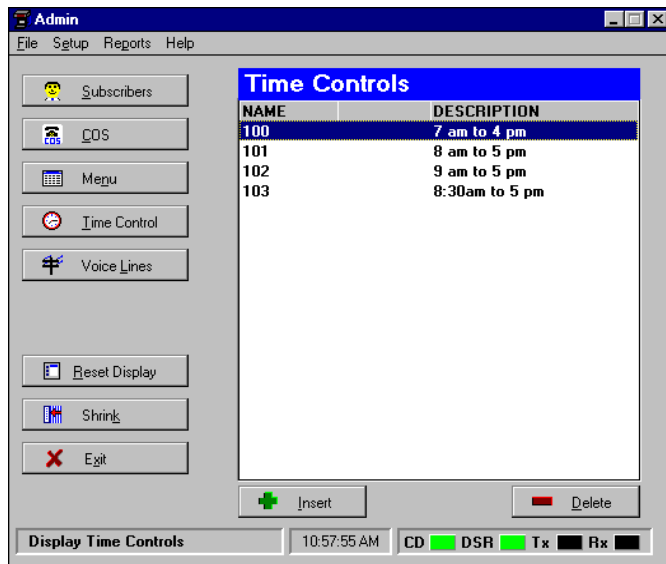 Admin
File Setup Reports Help
Subscribers
COS
COS
Menu
Time Control
Voice Lines
Reset Display
Shrink
Exit
Time Controls
NAME DESCRIPTION
100 7 am to 4 pm
101 8 am to 5 pm
102 9 am to 5 pm
103 8:30am to 5 pm
Insert Delete
Display Time Controls 10:57:55 AM CD DSR Tx Rx